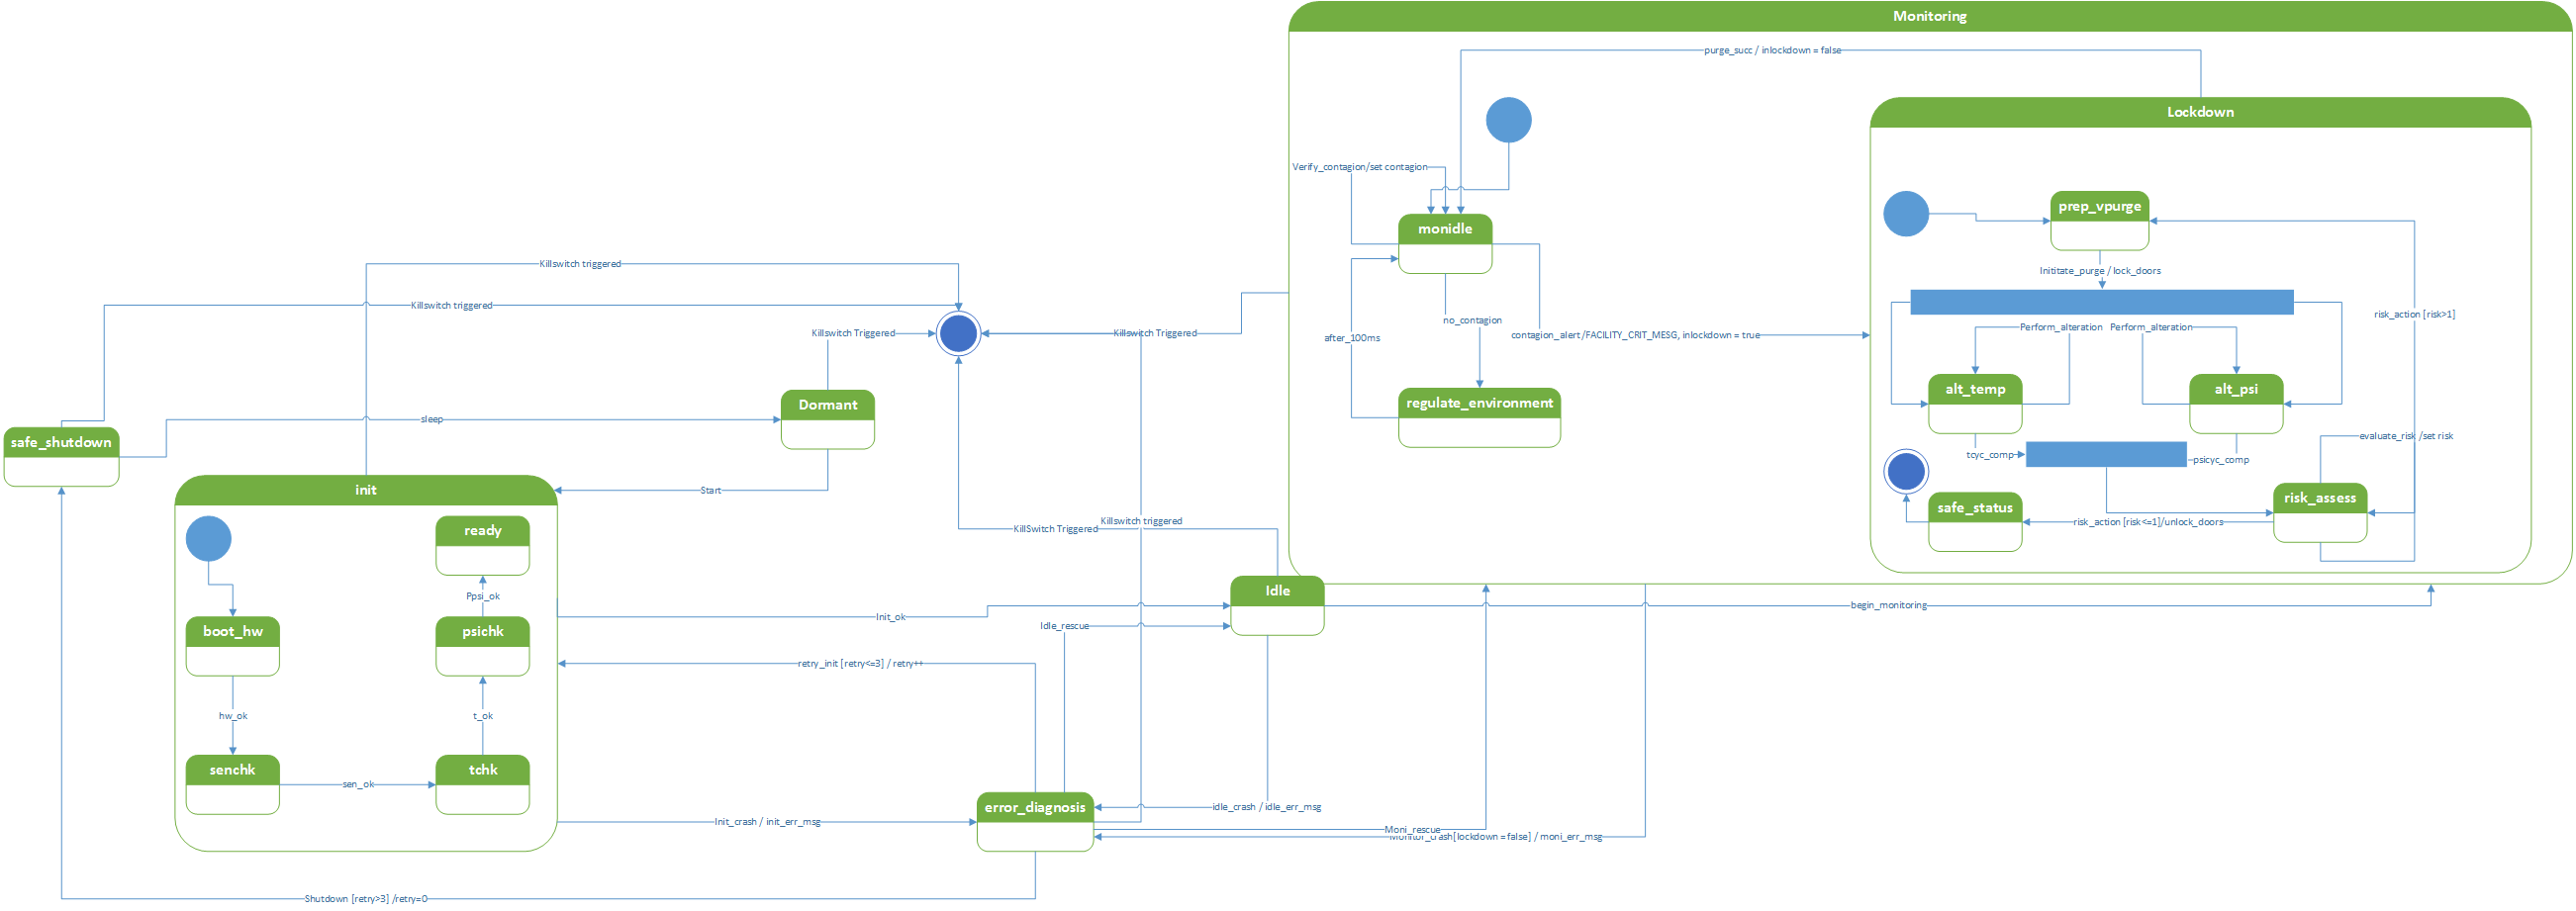 Monitoring
purge_succ / inlockdown = false
Lockdown
Verify_contagion/set contagion
prep_vpurge
monidle
Inititate_purge / lock_doors
Killswitch triggered
Killswitch triggered
risk_action [risk>1]
no_contagion
Killswitch Triggered
Killswitch Triggered
after_100ms
contagion_alert/FACILITY_CRIT_MESG, inlockdown = true
Perform_alteration
Perform_alteration
alt_temp
alt_psi
Dormant
regulate_environment
sleep
safe_shutdown
evaluate_risk /set risk
tcyc_comp
psicyc_comp
init
Start
risk_assess
safe_status
ready
KillSwitch Triggered
Killswitch triggered
risk_action [risk<=1]/unlock_doors
Idle
Ppsi_ok
Init_ok
begin_monitoring
boot_hw
psichk
Idle_rescue
retry_init [retry<=3] / retry++
hw_ok
t_ok
senchk
tchk
sen_ok
error_diagnosis
idle_crash / idle_err_msg
Init_crash / init_err_msg
Moni_rescue
Monitor_crash[lockdown = false] / moni_err_msg
Shutdown [retry>3] /retry=0